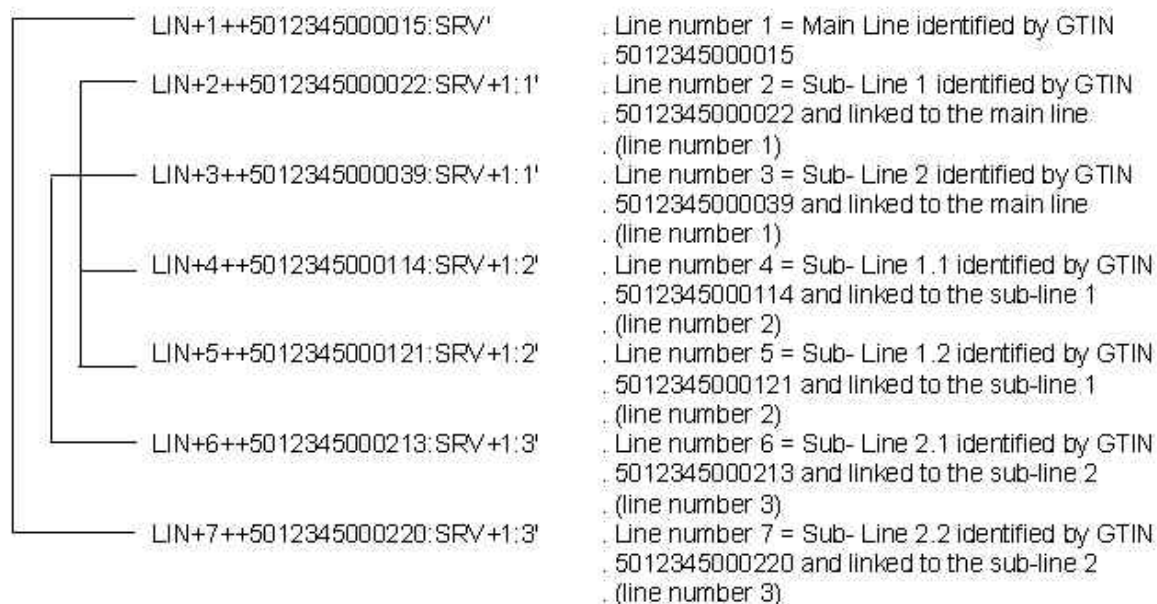 LIN+1++5012345000015:SRV' . Line number 1 = Main Line identified by GTIN
. 5012345000015
LIN+2++5012345000022:SRV+1:1' . Line number 2 = Sub- Line 1 identified by GTIN
. 5012345000022 and linked to the main line
. (line number 1)
LIN+3++5012345000039:SRV+1:1' . Line number 3 = Sub- Line 2 identified by GTIN
. 5012345000039 and linked to the main line
. (line number 1)
LIN+4++5012345000114:SRV+1:2' . Line number 4 = Sub- Line 1.1 identified by GTIN
. 5012345000114 and linked to the sub-line 1
. (line number 2)
LIN+5++5012345000121:SRV+1:2' . Line number 5 = Sub- Line 1.2 identified by GTIN
. 5012345000121 and linked to the sub-line 1
. (line number 2)
LIN+6++5012345000213:SRV+1:3' . Line number 6 = Sub- Line 2.1 identified by GTIN
. 5012345000213 and linked to the sub-line 2
. (line number 3)
LIN+7++5012345000220:SRV+1:3' . Line number 7 = Sub- Line 2.2 identified by GTIN
. 5012345000220 and linked to the sub-line 2
. (line number 3)